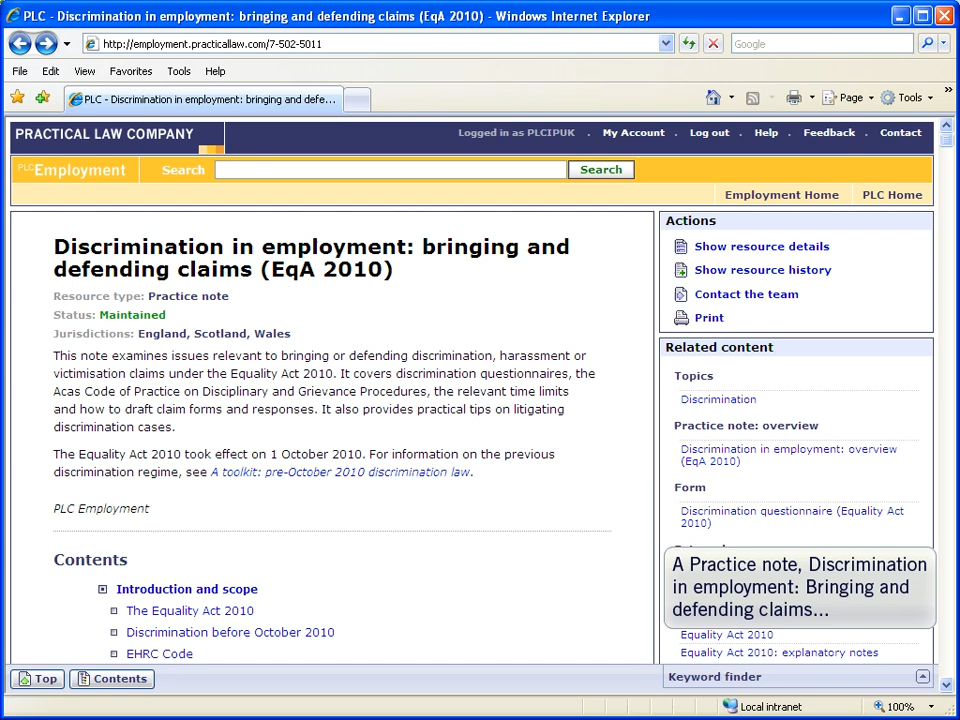 PLC - Discrimination in employment: bringing and defending claims (EqA 2010) - Windows Internet Explorer
http://employment.practicallaw.com/7-502-5011
Google
File Edit View Favorites Tools Help
PLC - Discrimination in employment: bringing and defe...
Page Tools
PRACTICAL LAW COMPANY
Logged in as PLCIPUK . My Account . Log out . Help . Feedback . Contact
PLC Employment Search Search
Employment Home PLC Home
Discrimination in employment: bringing and
defending claims (EqA 2010)
Resource type: Practice note
Status: Maintained
Jurisdictions: England, Scotland, Wales
This note examines issues relevant to bringing or defending discrimination, harassment or
victimisation claims under the Equality Act 2010. It covers discrimination questionnaires, the
Acas Code of Practice on Disciplinary and Grievance Procedures, the relevant time limits
and how to draft claim forms and responses. It also provides practical tips on litigating
discrimination cases.
The Equality Act 2010 took effect on 1 October 2010. For information on the previous
discrimination regime, see A toolkit: pre-October 2010 discrimination law.
PLC Employment
Contents
Introduction and scope
The Equality Act 2010
Discrimination before October 2010
EHRC Code
Actions
Show resource details
Show resource history
Contact the team
Print
Related content
Topics
Discrimination
Practice note: overview
Discrimination in employment: overview
(EqA 2010)
Form
Discrimination questionnaire (Equality Act
2010)
A Practice note, Discrimination
in employment: Bringing and
defending claims...
Equality Act 2010
Equality Act 2010: explanatory notes
Top Contents
Keyword finder
Local intranet 100%